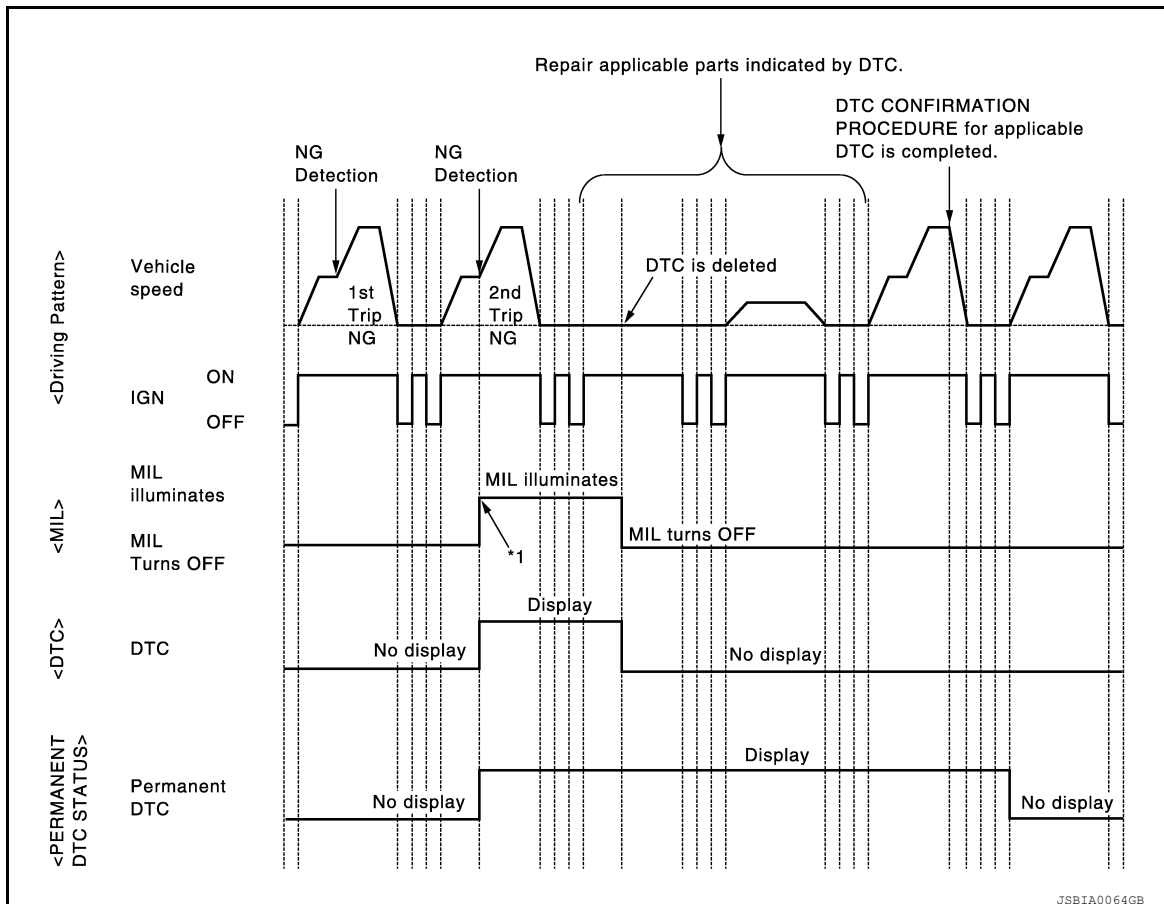 Repair applicable parts indicated by DTC.
DTC CONFIRMATION
PROCEDURE for applicable
DTC is completed.
NG
Detection
NG
Detection
<Driving Pattern>
Vehicle
speed
1st
Trip
NG
2nd
Trip
NG
DTC is deleted
IGN
ON
OFF
<MIL>
MIL
illuminates
MIL
Turns OFF
MIL illuminates
*1
MIL turns OFF
<DTC>
DTC
No display
Display
No display
<PERMANENT
DTC STATUS>
Permanent
DTC
No display
Display
No display
JSBIA0064GB